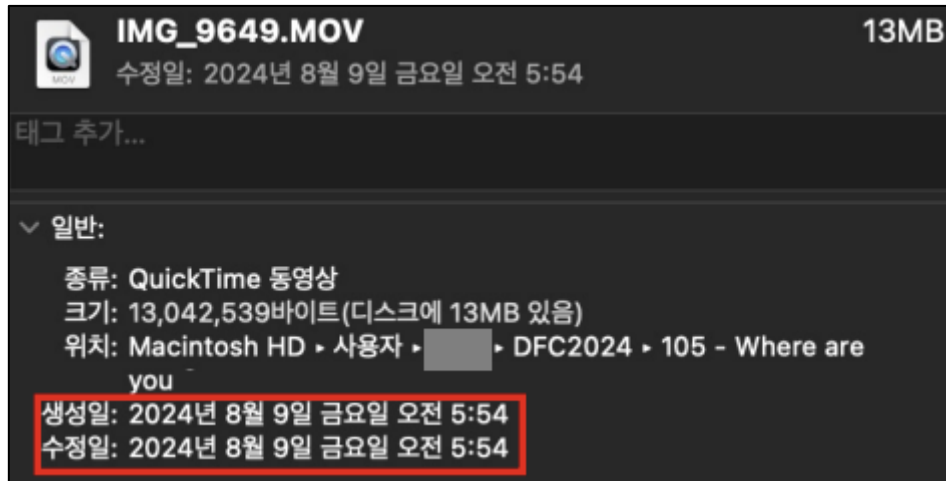 IMG_9649.MOV 13MB
수정일: 2024년 8월 9일 금요일 오전 5:54
MOV
태그 추가...
일반:
종류: QuickTime 동영상
크기: 13,042,539바이트(디스크에 13MB 있음)
위치: Macintosh HD ▸ 사용자 ▸ ▸ DFC2024 ▸ 105 - Where are
you
생성일: 2024년 8월 9일 금요일 오전 5:54
수정일: 2024년 8월 9일 금요일 오전 5:54